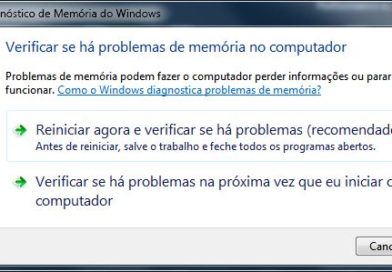 nóstico de Memória do Windows
Verificar se há problemas de memória no computador
Problemas de memória podem fazer o computador perder informações ou parar
funcionar. Como o Windows diagnostica problemas de memória?
Reiniciar agora e verificar se há problemas (recomendad
Antes de reiniciar, salve o trabalho e feche todos os programas abertos.
Verificar se há problemas na próxima vez que eu iniciar o
computador
Canc